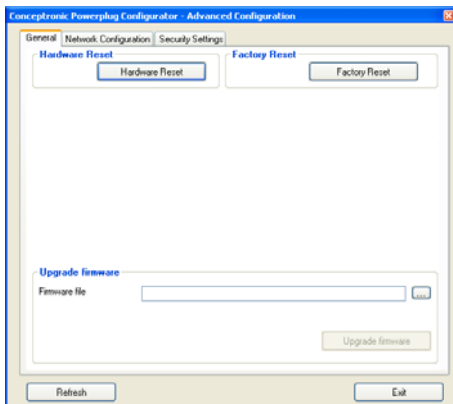 Conceptronic Powerplug Configurator - Advanced Configuration
General Network Configuration Security Settings
Hardware Reset Factory Reset
Hardware Reset Factory Reset
Upgrade firmware
Firmware file ...
Upgrade firmware
Refresh Exit